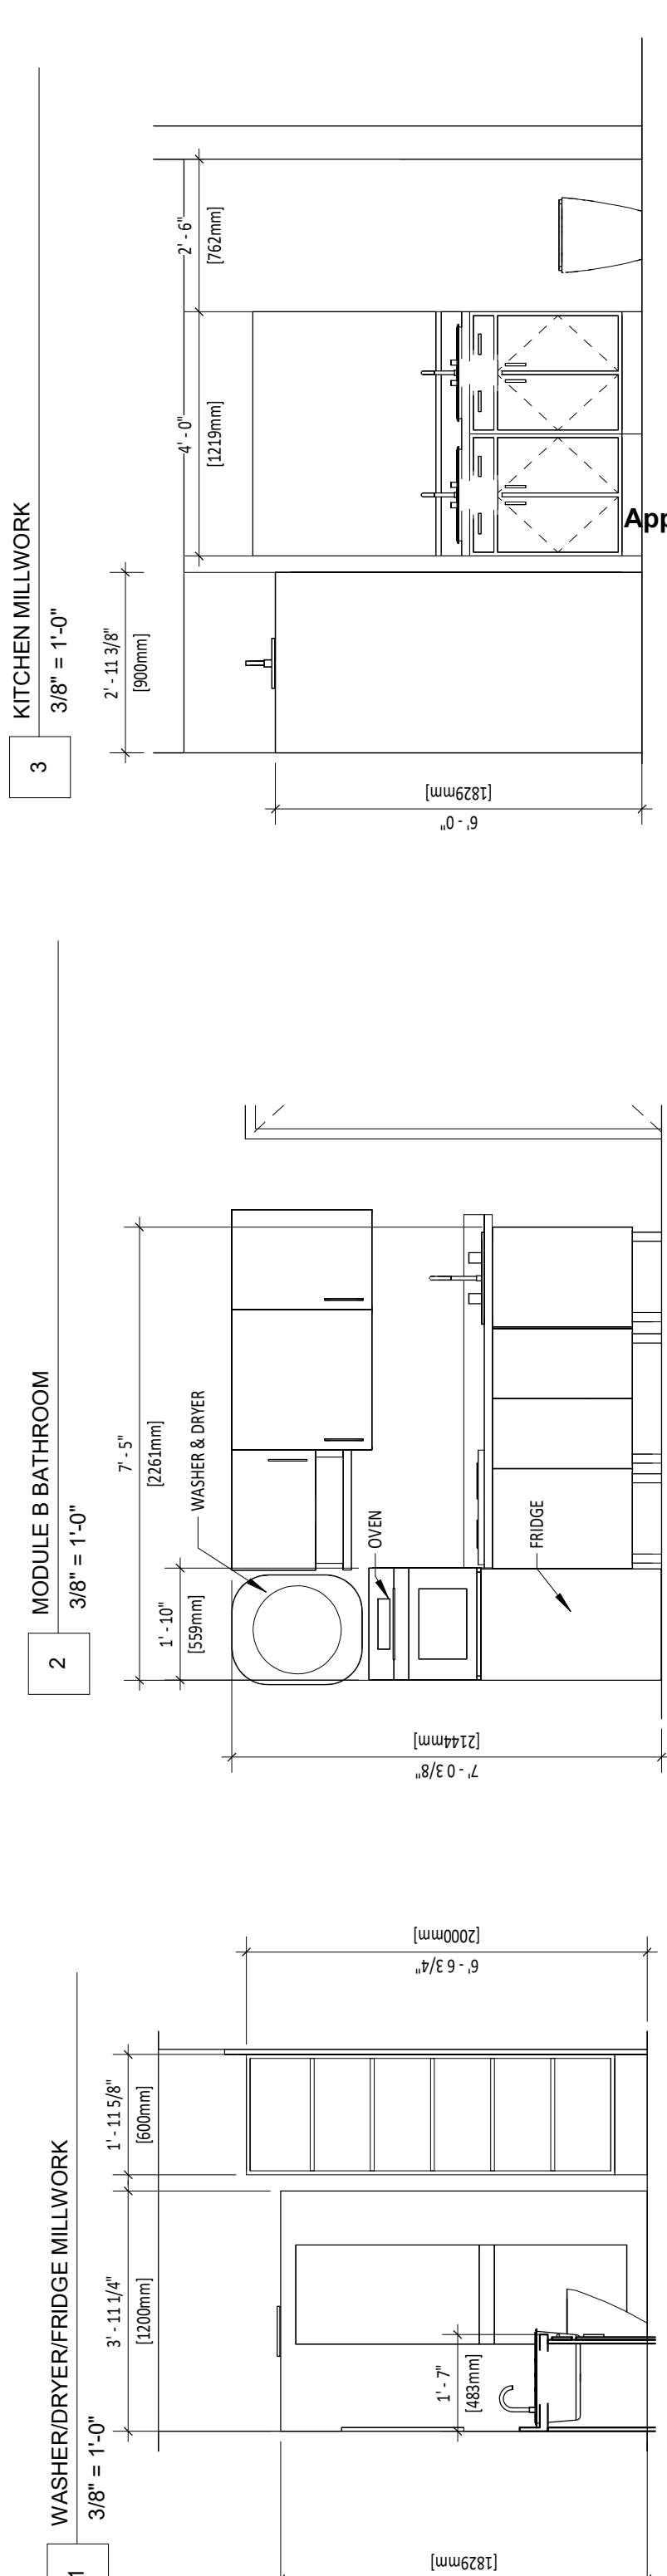 3
KITCHEN MILLWORK
3/8" = 1'-0"
2' - 11 3/8"
[900mm]
4' - 0"
[1219mm]
2' - 6"
[762mm]
6' - 0"
[1829mm]
App
2
MODULE B BATHROOM
3/8" = 1'-0"
7' - 5"
[2261mm]
1' - 10"
[559mm]
WASHER & DRYER
OVEN
FRIDGE
7' - 0 3/8"
[2144mm]
1
WASHER/DRYER/FRIDGE MILLWORK
3/8" = 1'-0"
3' - 11 1/4"
[1200mm]
1' - 11 5/8"
[600mm]
6' - 6 3/4"
[2000mm]
1' - 7"
[483mm]
[1829mm]